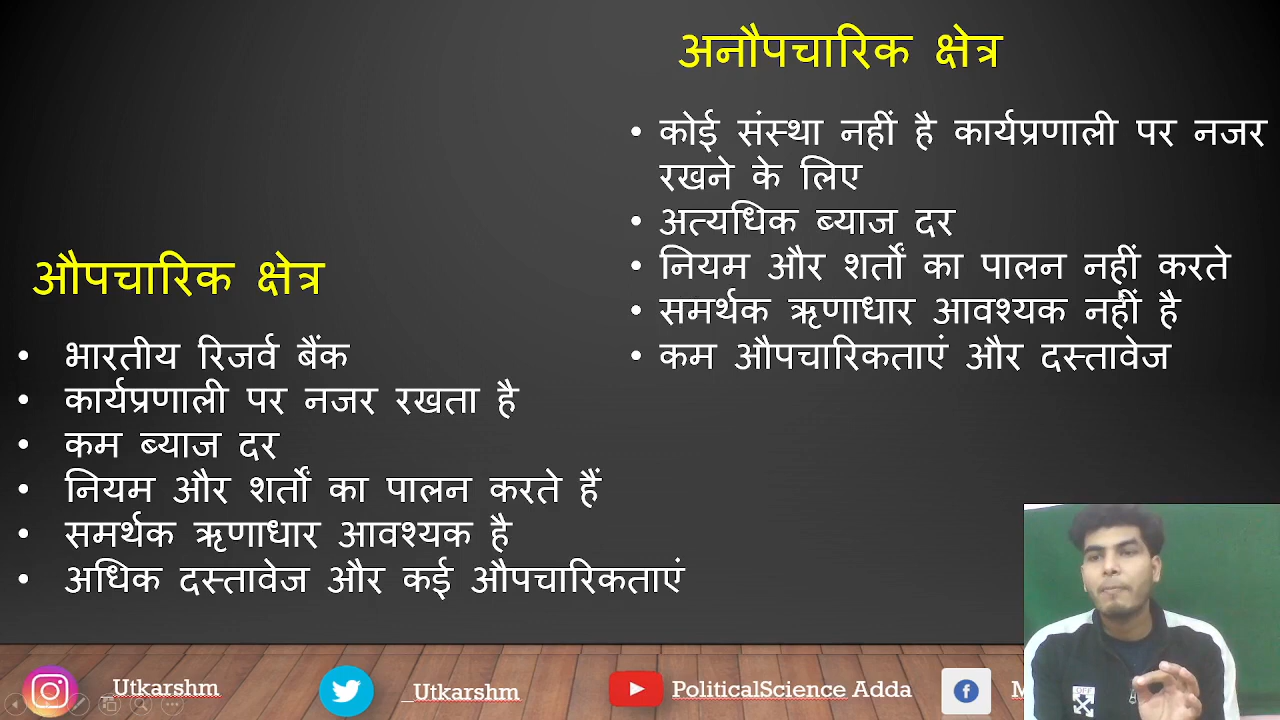 अनौपचारिक क्षेत्र
• कोई संस्था नहीं है कार्यप्रणाली पर नजर
रखने के लिए
• अत्यधिक ब्याज दर
• नियम और शर्तों का पालन नहीं करते
• समर्थक ऋणाधार आवश्यक नहीं है
• कम औपचारिकताएं और दस्तावेज
औपचारिक क्षेत्र
• भारतीय रिजर्व बैंक
• कार्यप्रणाली पर नजर रखता है
• कम ब्याज दर
• नियम और शर्तों का पालन करते हैं
• समर्थक ऋणाधार आवश्यक है
• अधिक दस्तावेज और कई औपचारिकताएं
Utkarshm
_Utkarshm
PoliticalScience Adda
OFF